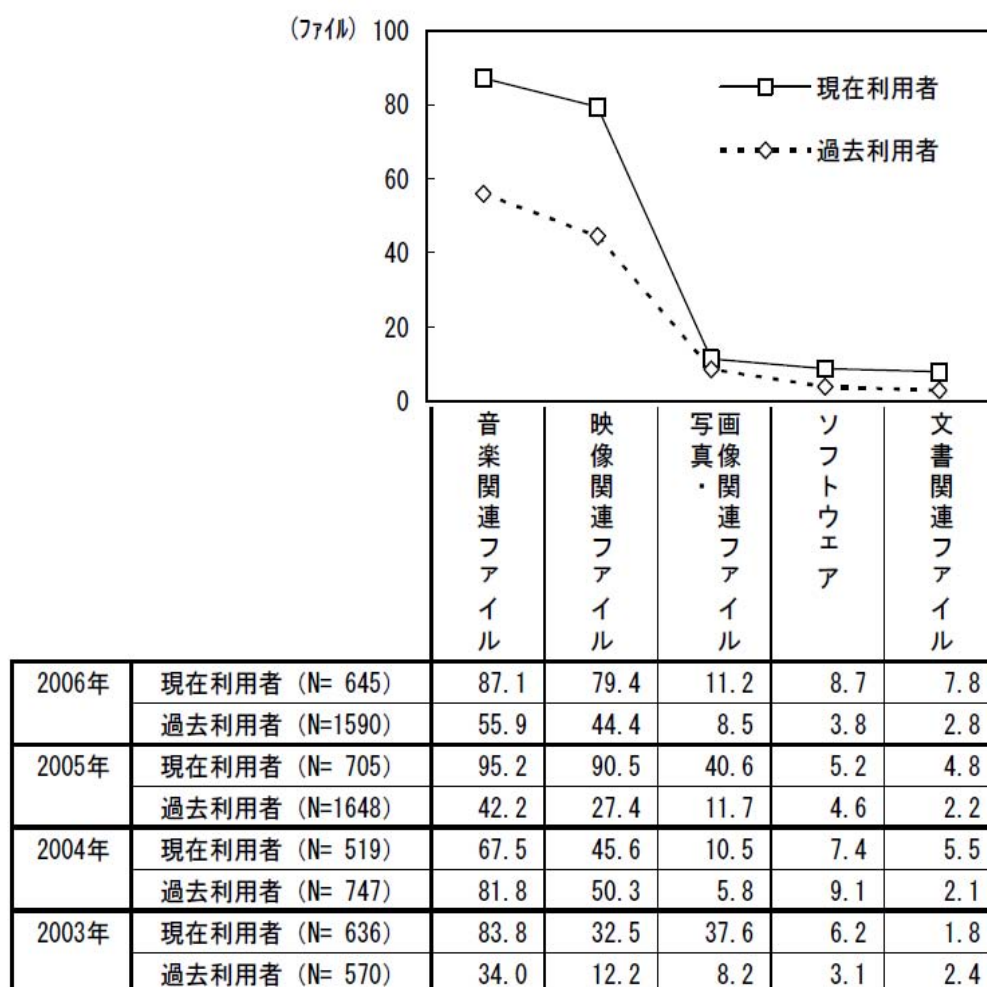 (ファイル) 100
80
60
40
20
0
現在利用者
過去利用者
音楽関連ファイル
映像関連ファイル
写真・
画像関連ファイル
ソフトウェア
文書関連ファイル
2006年 現在利用者 (N= 645) 87.1 79.4 11.2 8.7 7.8
過去利用者 (N=1590) 55.9 44.4 8.5 3.8 2.8
2005年 現在利用者 (N= 705) 95.2 90.5 40.6 5.2 4.8
過去利用者 (N=1648) 42.2 27.4 11.7 4.6 2.2
2004年 現在利用者 (N= 519) 67.5 45.6 10.5 7.4 5.5
過去利用者 (N= 747) 81.8 50.3 5.8 9.1 2.1
2003年 現在利用者 (N= 636) 83.8 32.5 37.6 6.2 1.8
過去利用者 (N= 570) 34.0 12.2 8.2 3.1 2.4